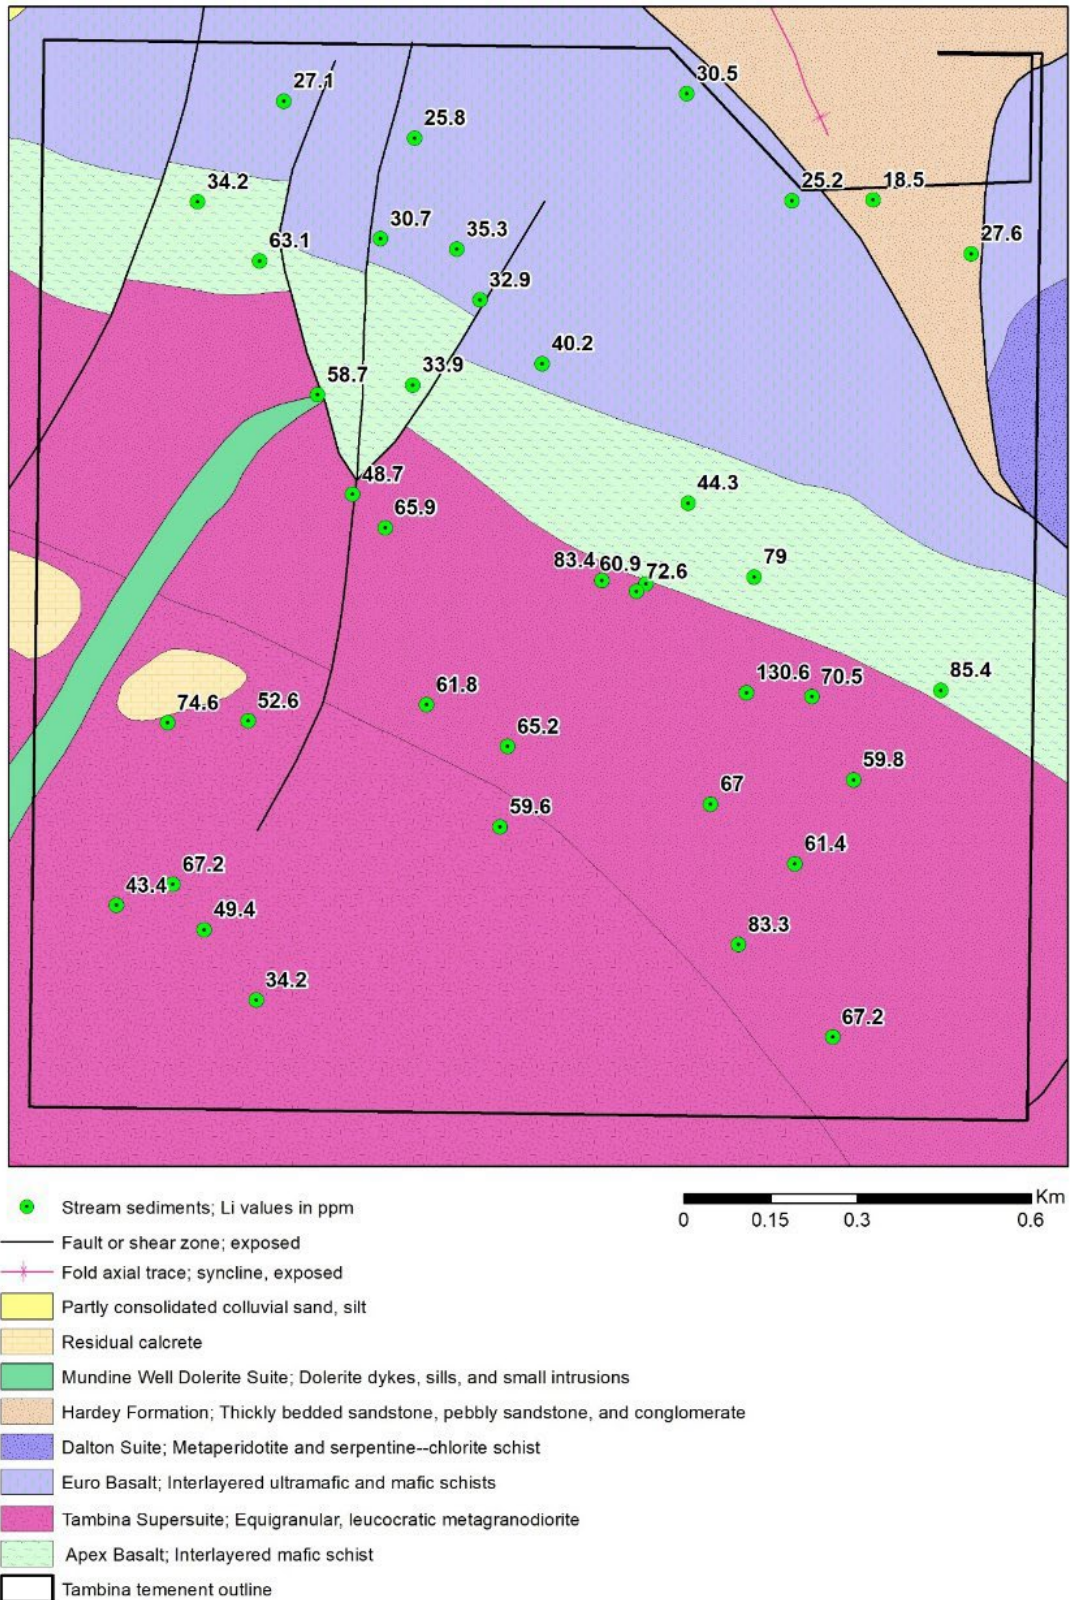 30.5
27.1
25.8
34.2
25.2 18.5
30.7
35.3
63.1
27.6
32.9
40.2
33.9
58.7
48.7
44.3
65.9
83.4 60.9 72.6 79
130.6 70.5 85.4
61.8
74.6 52.6
65.2
59.8
67
59.6
61.4
67.2
43.4
49.4
83.3
34.2
67.2
Stream sediments; Li values in ppm
Km
0 0.15 0.3 0.6
Fault or shear zone; exposed
Fold axial trace; syncline, exposed
Partly consolidated colluvial sand, silt
Residual calcrete
Mundine Well Dolerite Suite; Dolerite dykes, sills, and small intrusions
Hardey Formation; Thickly bedded sandstone, pebbly sandstone, and conglomerate
Dalton Suite; Metaperidotite and serpentine--chlorite schist
Euro Basalt; Interlayered ultramafic and mafic schists
Tambina Supersuite; Equigranular, leucocratic metagranodiorite
Apex Basalt; Interlayered mafic schist
Tambina temenent outline